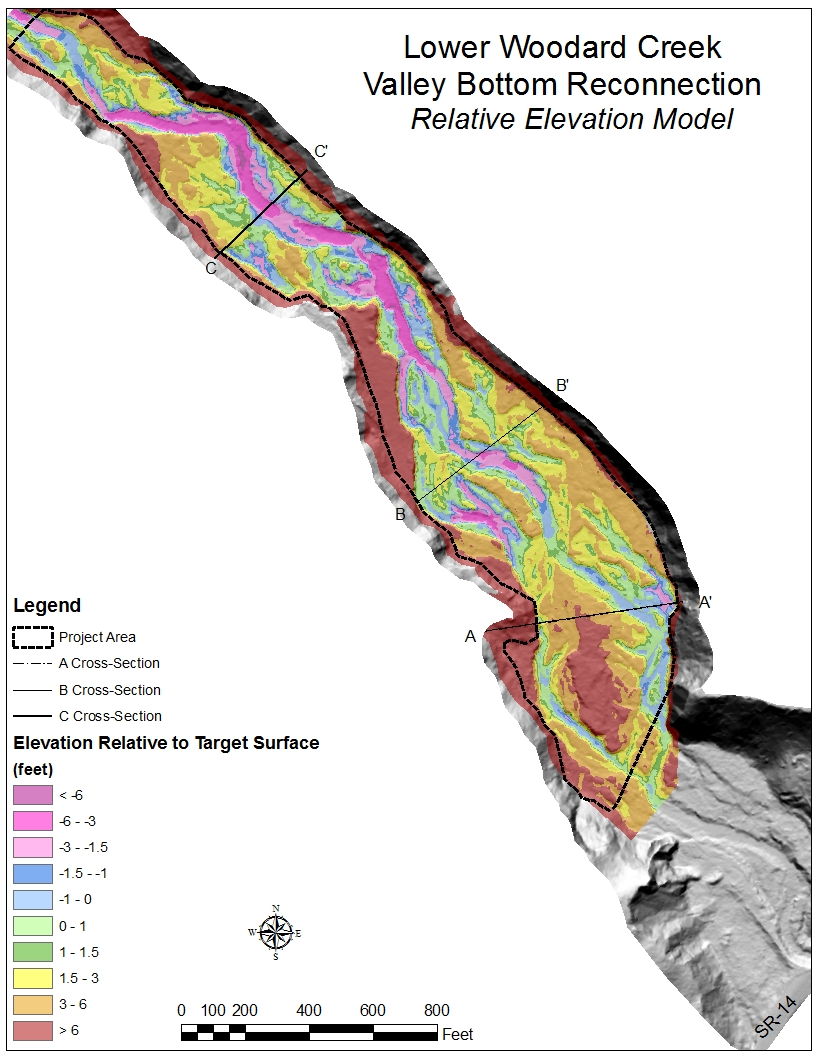 Lower Woodard Creek
Valley Bottom Reconnection
Relative Elevation Model
C'
C
B'
B
A'
A
Legend
Project Area
A Cross-Section
B Cross-Section
C Cross-Section
Elevation Relative to Target Surface
(feet)
< -6
-6 - -3
-3 - -1.5
-1.5 - -1
-1 - 0
0 - 1
1 - 1.5
1.5 - 3
3 - 6
> 6
N
W E
S
0 100 200 400 600 800
Feet
SR-14